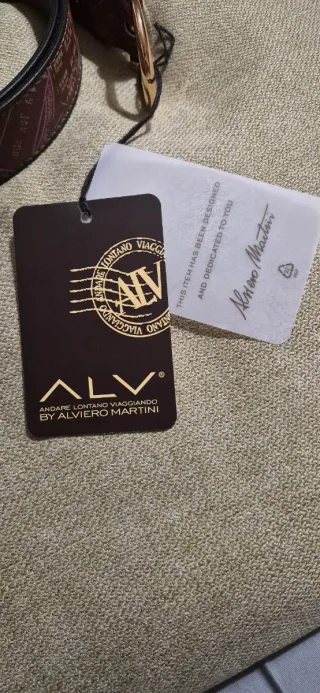 ANDARE LONTANO VIAGGIANDO
ALV
VIAGGIANDO
ALV®
ANDARE LONTANO VIAGGIANDO
BY ALVIERO MARTINI
THIS ITEM HAS BEEN DESIGNED
AND DEDICATED TO YOU
Alviero Martini